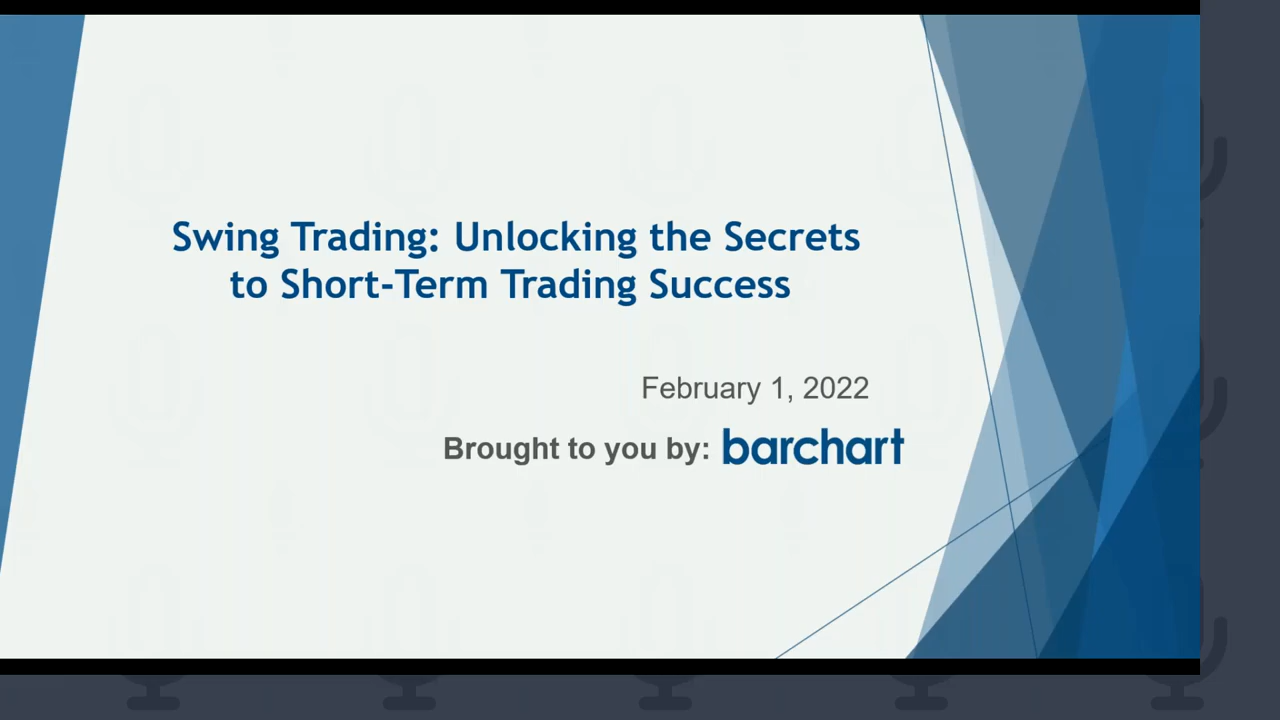 Swing Trading: Unlocking the Secrets
to Short-Term Trading Success
February 1, 2022
Brought to you by: barchart